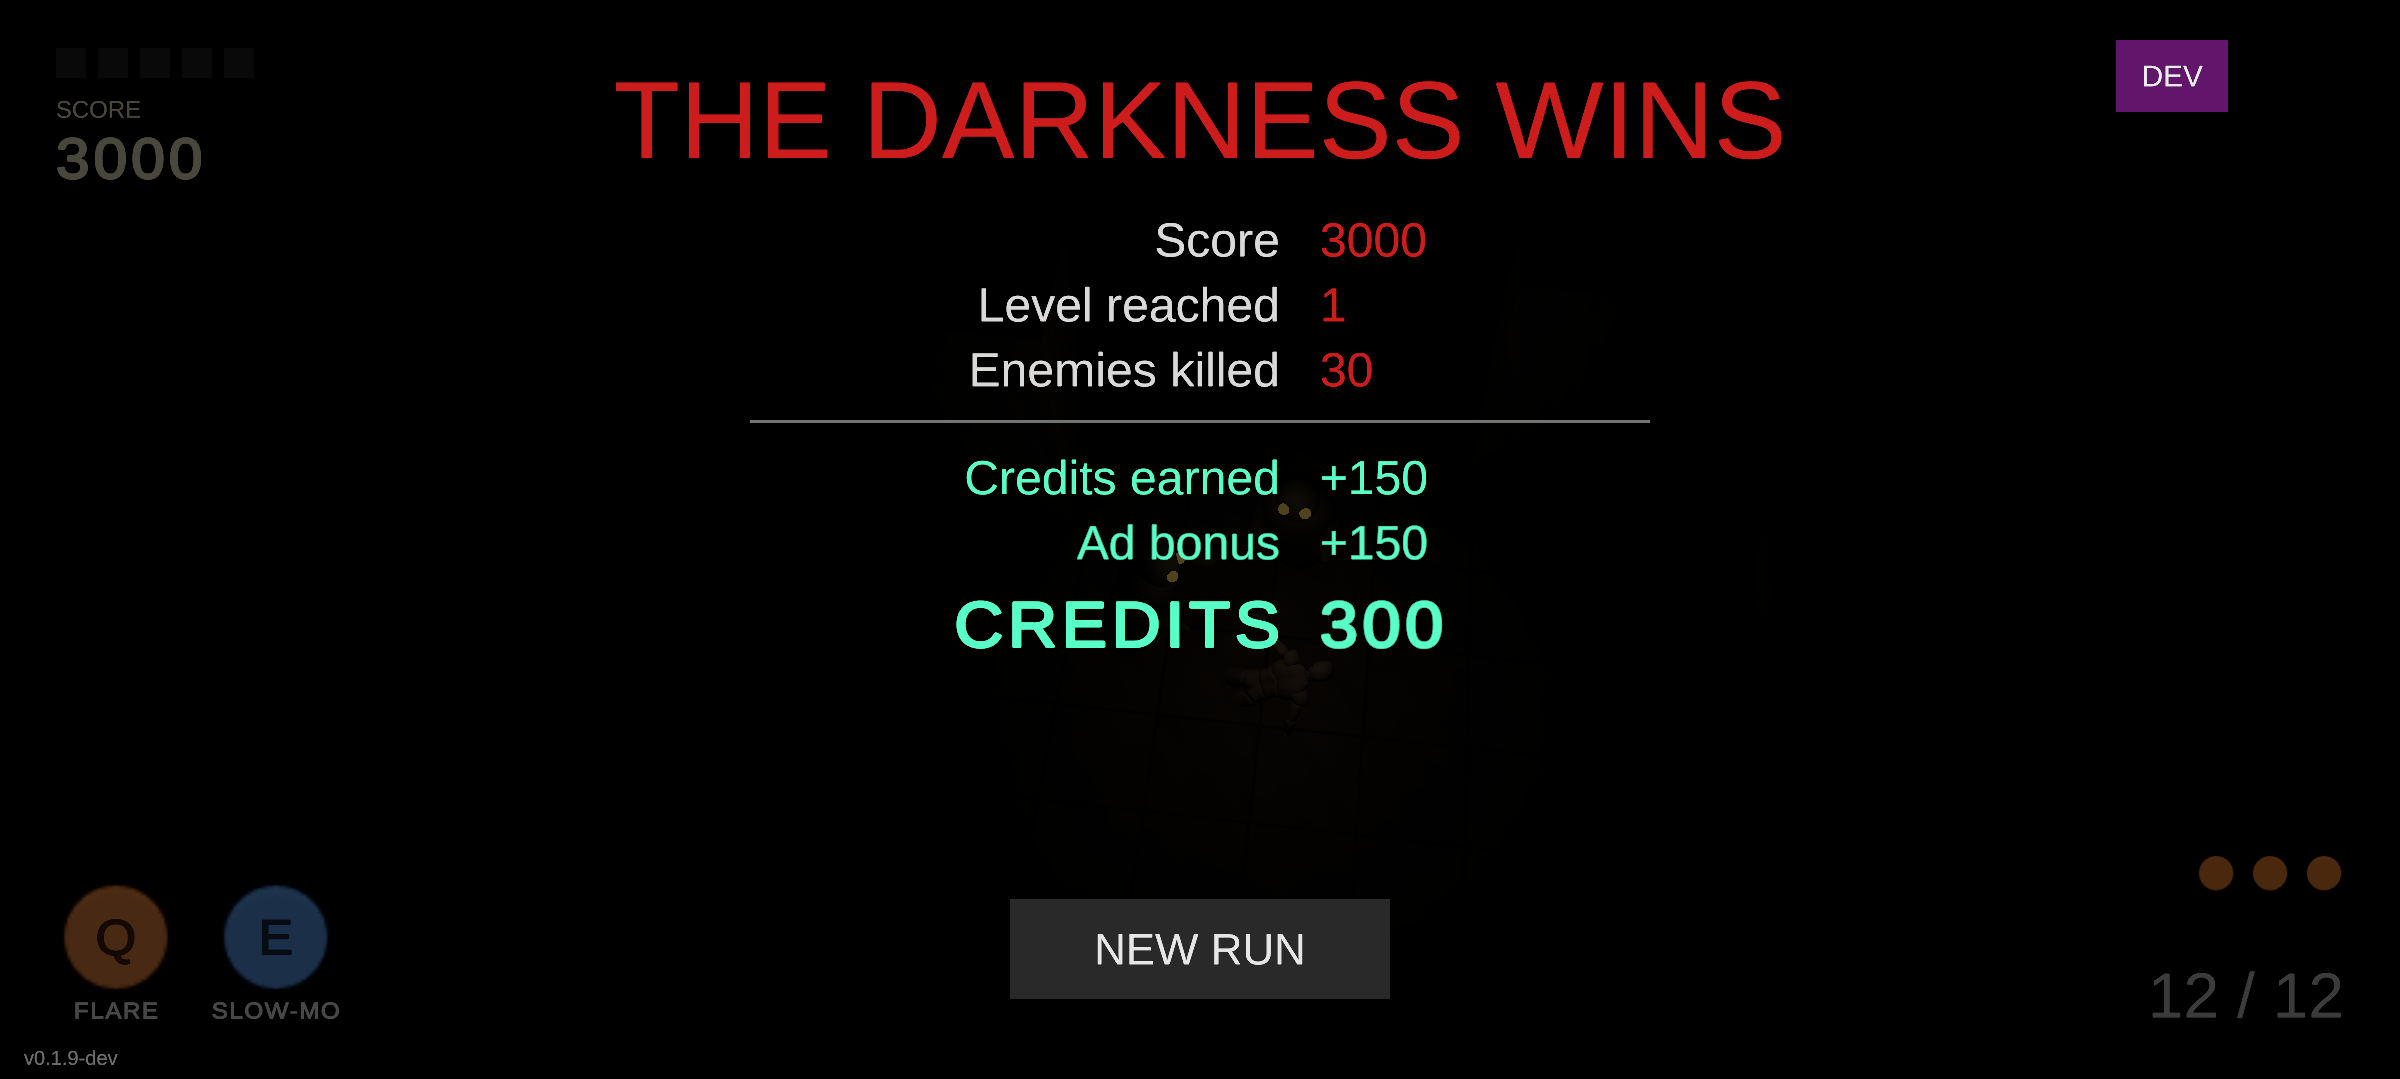 DEV
THE DARKNESS WINS
SCORE
3000
Score 3000
Level reached 1
Enemies killed 30
Credits earned +150
Ad bonus +150
CREDITS 300
Q
E
NEW RUN
FLARE
SLOW-MO
12 / 12
v0.1.9-dev